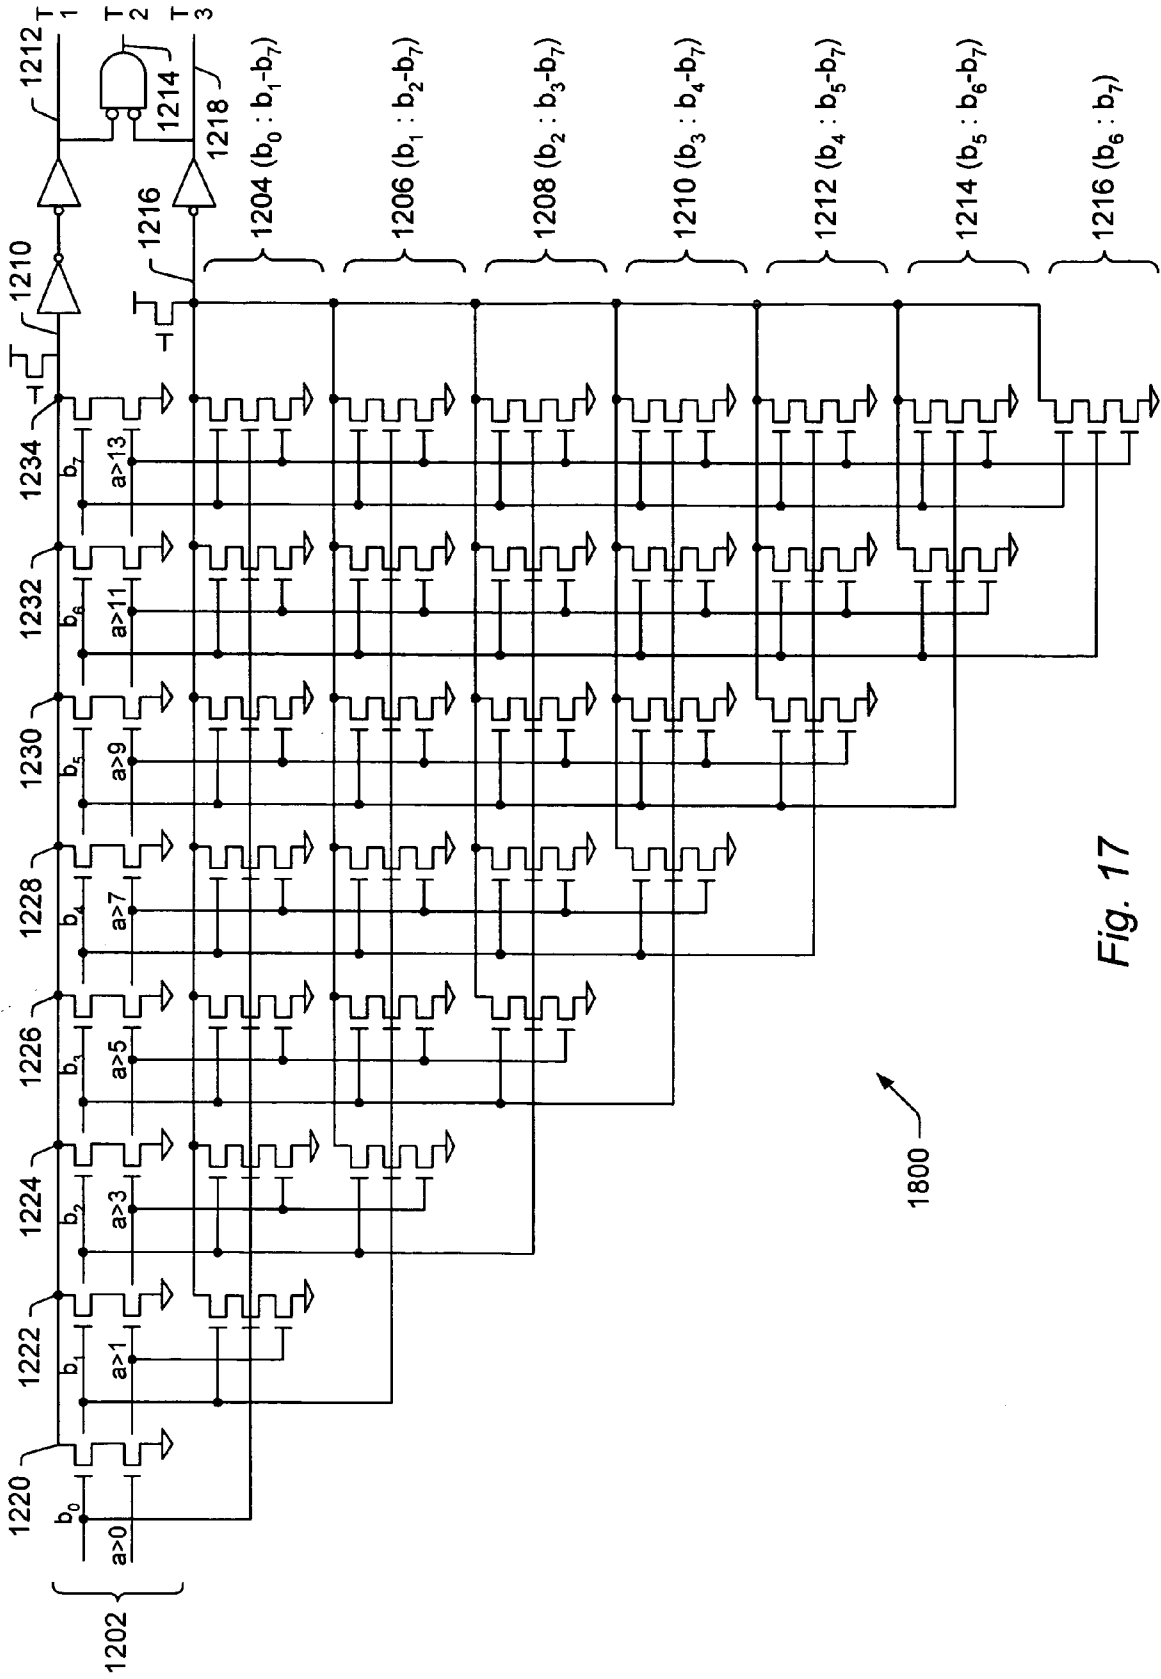 1202
1220
1222
1224
1226
1228
1230
1232
1234
1210
1212
T 1
T 2
T 3
1214
1218
1216
b0
a>0
b1
a>1
b2
a>3
b3
a>5
b4
a>7
b5
a>9
b6
a>11
b7
a>13
1204 (b0 : b1-b7)
1206 (b1 : b2-b7)
1208 (b2 : b3-b7)
1210 (b3 : b4-b7)
1212 (b4 : b5-b7)
1214 (b5 : b6-b7)
1216 (b6 : b7)
1800
Fig. 17